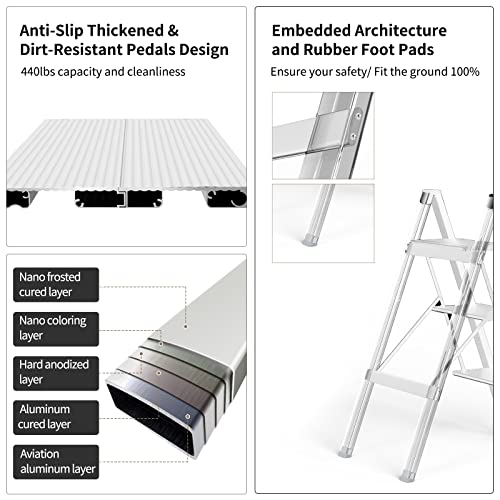 Anti-Slip Thickened &
Dirt-Resistant Pedals Design
440lbs capacity and cleanliness
Embedded Architecture
and Rubber Foot Pads
Ensure your safety/ Fit the ground 100%
Nano frosted
cured layer
Nano coloring
layer
Hard anodized
layer
Aluminum
cured layer
Aviation
aluminum layer